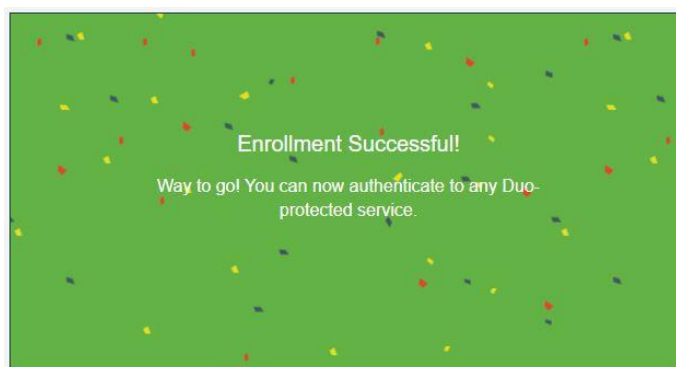 Enrollment Successful!
Way to go! You can now authenticate to any Duo-
protected service.